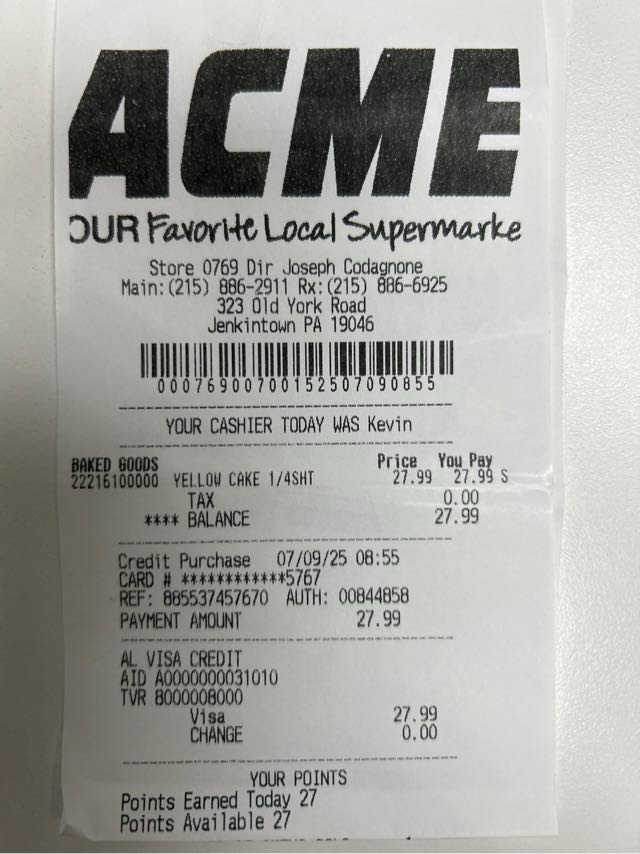 ACME
OUR Favorite Local Supermarke
Store 0769 Dir Joseph Codagnone
Main:(215) 886-2911 Rx:(215) 886-6925
323 Old York Road
Jenkintown PA 19046
00076900700152507090855
YOUR CASHIER TODAY WAS Kevin
BAKED GOODS Price You Pay
22216100000 YELLOW CAKE 1/4SHT 27.99 27.99 S
TAX 0.00
**** BALANCE 27.99
Credit Purchase 07/09/25 08:55
CARD # ************5767
REF: 885537457670 AUTH: 00844858
PAYMENT AMOUNT 27.99
AL VISA CREDIT
AID A0000000031010
TVR 8000008000
Visa 27.99
CHANGE 0.00
YOUR POINTS
Points Earned Today 27
Points Available 27